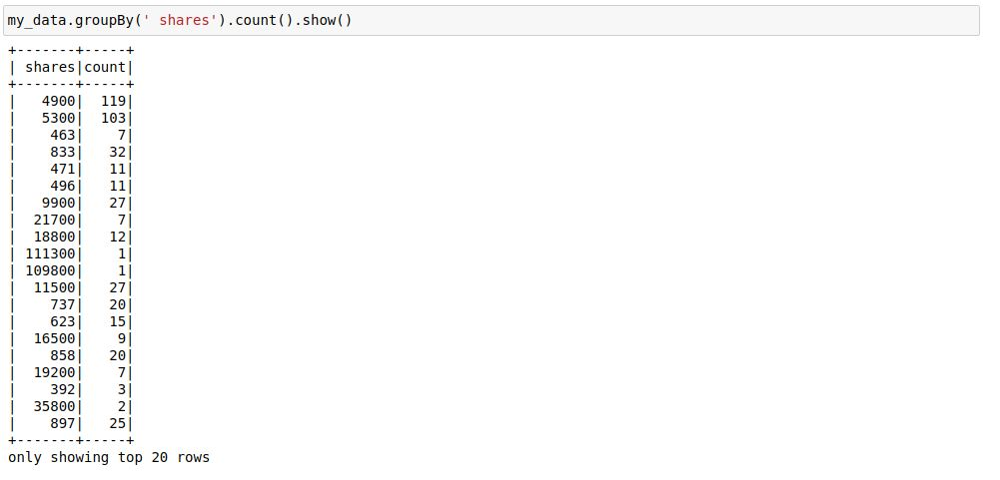 my_data.groupBy(' shares').count().show()
+-------+-----+
| shares|count|
+-------+-----+
|   4900|  119|
|   5300|  103|
|    463|    7|
|    833|   32|
|    471|   11|
|    496|   11|
|   9900|   27|
|  21700|    7|
|  18800|   12|
| 111300|    1|
| 109800|    1|
|  11500|   27|
|    737|   20|
|    623|   15|
|  16500|    9|
|    858|   20|
|  19200|    7|
|    392|    3|
|  35800|    2|
|    897|   25|
+-------+-----+
only showing top 20 rows